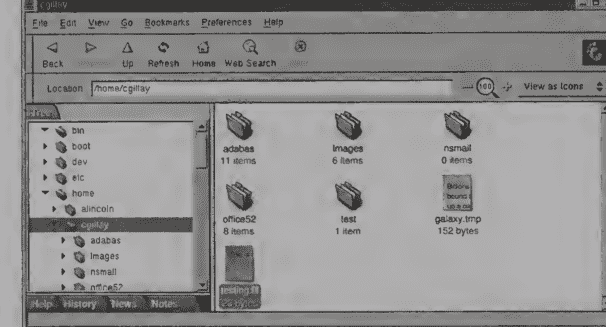 cgillay
File Edit View Go Bookmarks Preferences Help
Back Up Refresh Home Web Search
Location /home/cgillay 100 View as Icons
bin
boot
dev
etc
home
alincoln
cgillay
adabas
Images
nsmail
office52
Help History News Notes
adabas
11 items
Images
6 items
nsmail
0 items
office52
8 items
test
1 item
galaxy.tmp
152 bytes